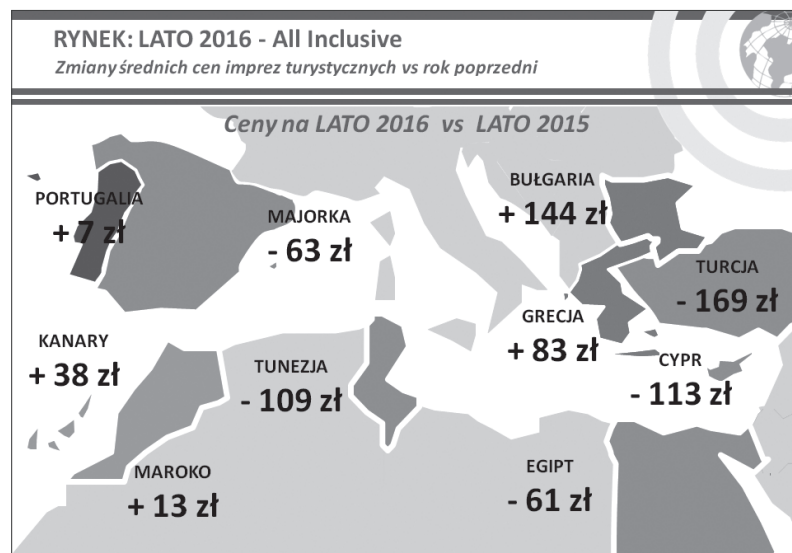 RYNEK: LATO 2016 - All Inclusive
Zmiany średnich cen imprez turystycznych vs rok poprzedni
Ceny na LATO 2016 vs LATO 2015
PORTUGALIA
+ 7 zł
MAJORKA
- 63 zł
BUŁGARIA
+ 144 zł
TURCJA
- 169 zł
GRECJA
+ 83 zł
CYPR
- 113 zł
KANARY
+ 38 zł
TUNEZJA
- 109 zł
MAROKO
+ 13 zł
EGIPT
- 61 zł